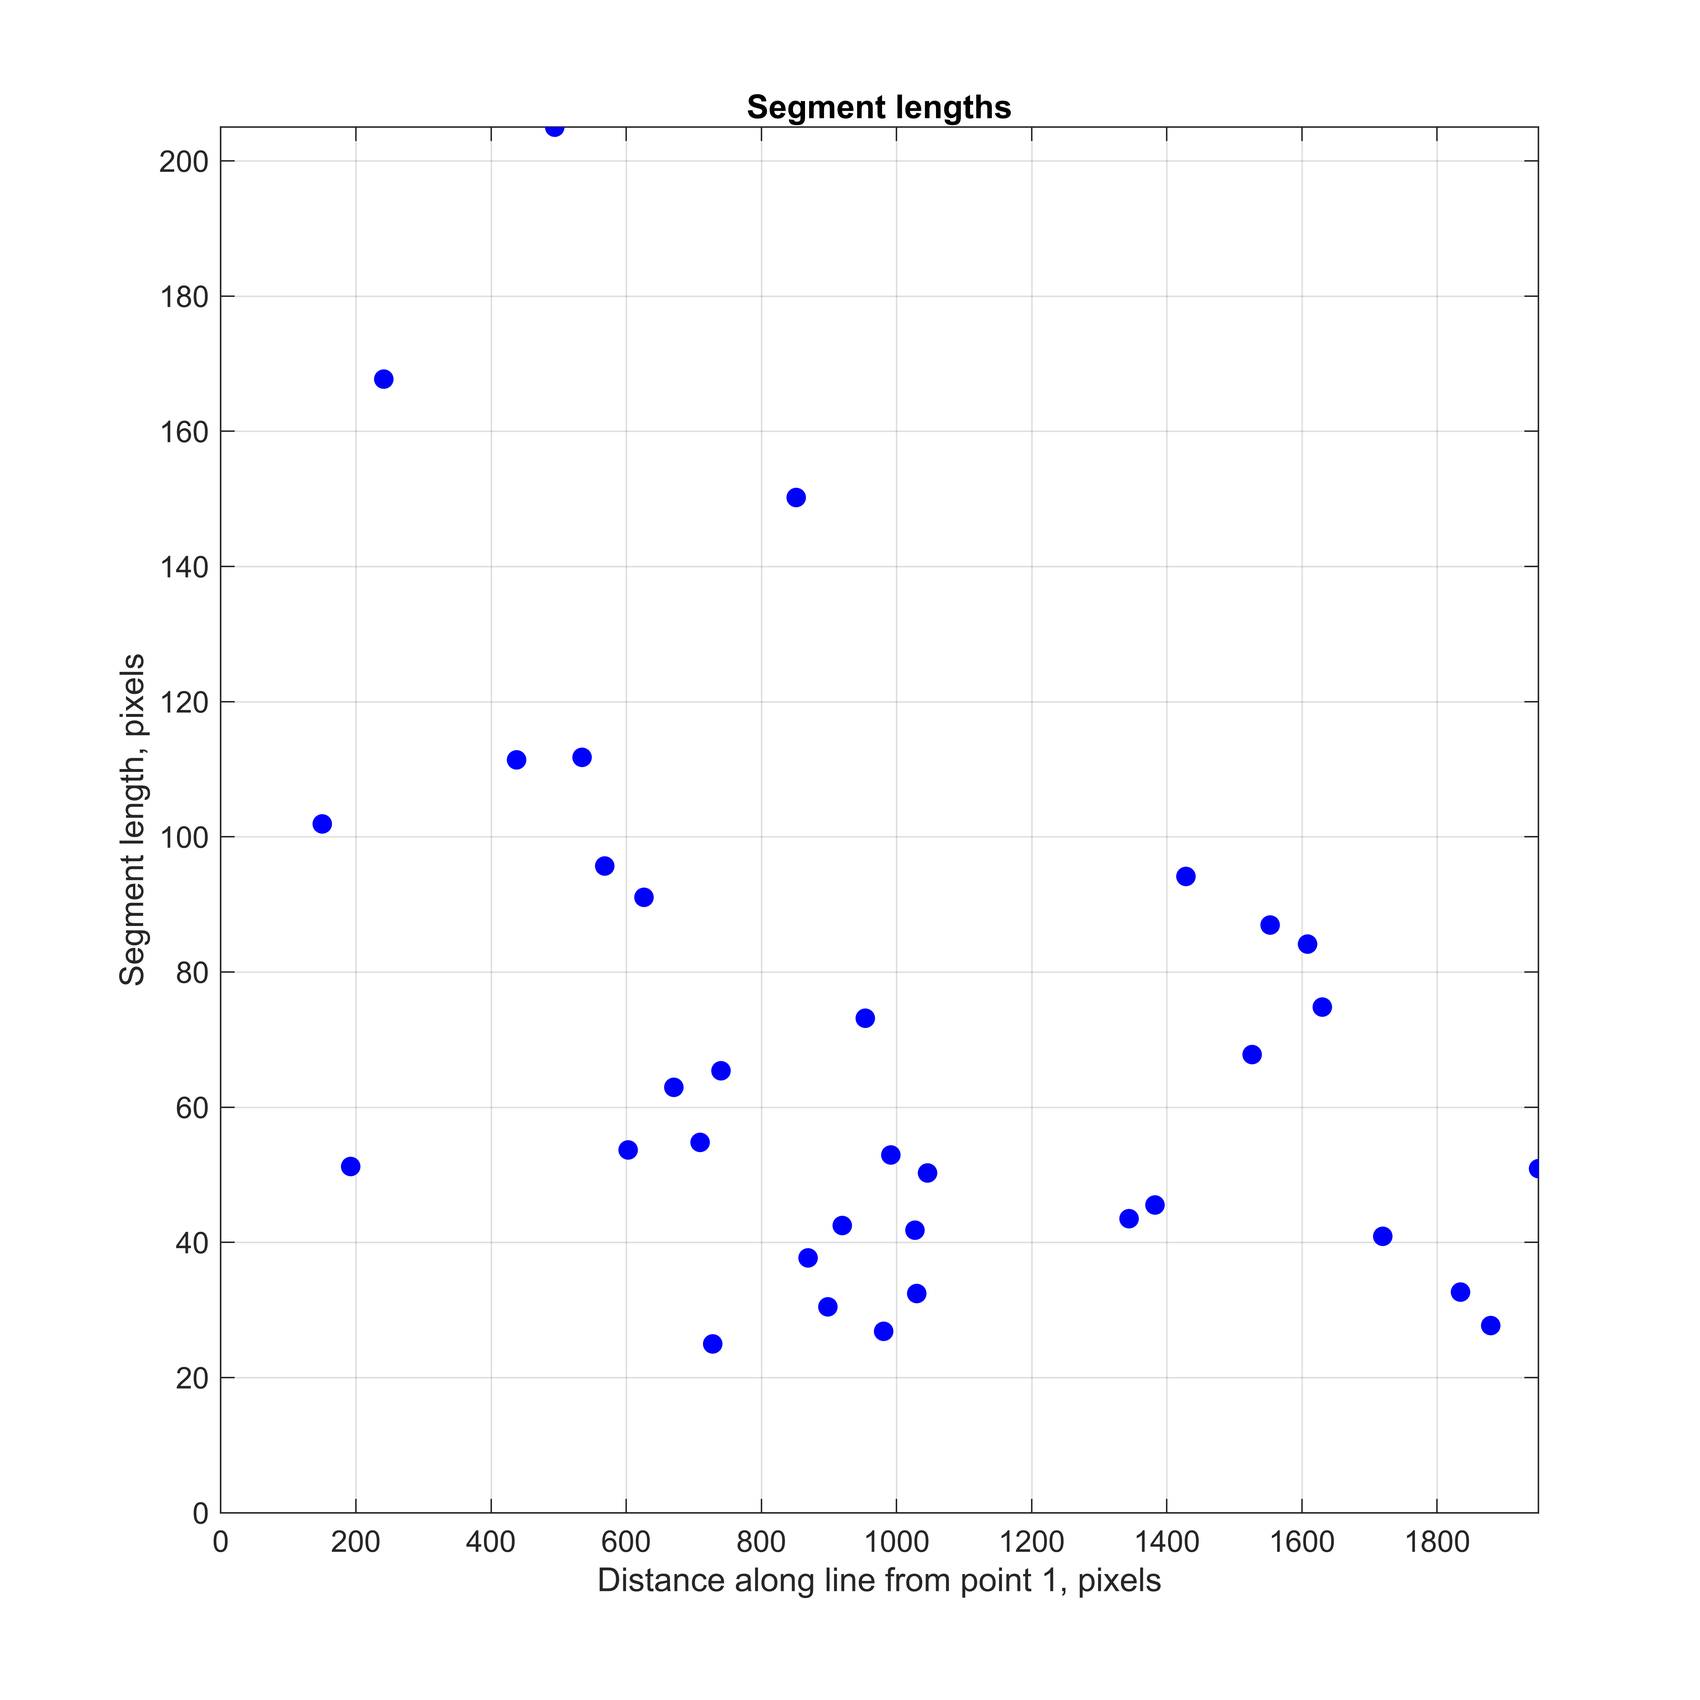 Segment lengths
200
180
160
140
120
100
80
60
40
20
0
Segment length, pixels
0 200 400 600 800 1000 1200 1400 1600 1800
Distance along line from point 1, pixels